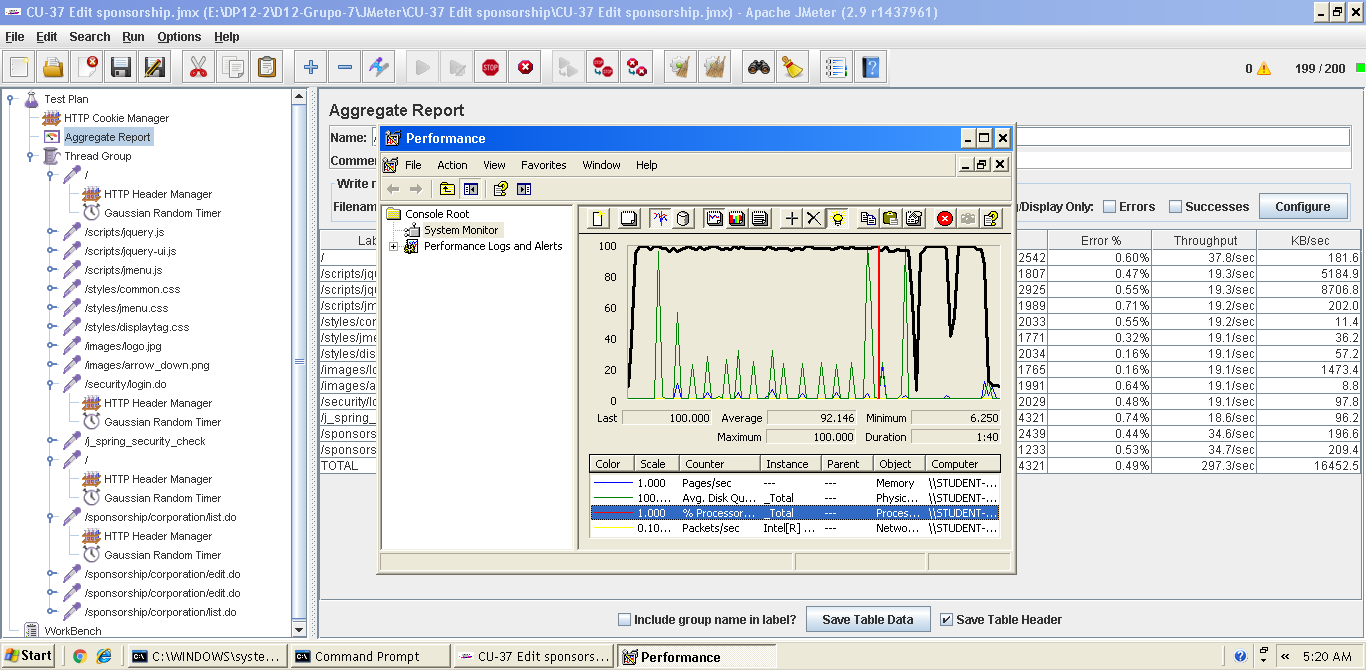 CU-37 Edit sponsorship.jmx (E:\DP12-2\D12-Grupo-7\JMeter\CU-37 Edit sponsorship\CU-37 Edit sponsorship.jmx) - Apache JMeter (2.9 r1437961)
File Edit Search Run Options Help
STOP
0 199 / 200
Test Plan
HTTP Cookie Manager
Aggregate Report
Thread Group
/
HTTP Header Manager
Gaussian Random Timer
/scripts/jquery.js
/scripts/jquery-ui.js
/scripts/jmenu.js
/styles/common.css
/styles/jmenu.css
/styles/displaytag.css
/images/logo.jpg
/images/arrow_down.png
/security/login.do
HTTP Header Manager
Gaussian Random Timer
/j_spring_security_check
/
HTTP Header Manager
Gaussian Random Timer
/sponsorship/corporation/list.do
HTTP Header Manager
Gaussian Random Timer
/sponsorship/corporation/edit.do
/sponsorship/corporation/edit.do
/sponsorship/corporation/list.do
WorkBench
Aggregate Report
Name:
Commen
Write r
Filenam
/Display Only: Errors Successes Configure
Lab Error % Throughput KB/sec
/ 2542 0.60% 37.8/sec 181.6
/scripts/jqu 1807 0.47% 19.3/sec 5184.9
/scripts/jqu 2925 0.55% 19.3/sec 8706.8
/scripts/jm 1989 0.71% 19.2/sec 202.0
/styles/con 2033 0.55% 19.2/sec 11.4
/styles/jme 1771 0.32% 19.1/sec 36.2
/styles/dis 2034 0.16% 19.1/sec 57.2
/images/lo 1765 0.16% 19.1/sec 1473.4
/images/a 1991 0.64% 19.1/sec 8.8
/security/lo 2029 0.48% 19.1/sec 97.8
/j_spring_ 4321 0.74% 18.6/sec 96.2
/sponsors 2439 0.44% 34.6/sec 196.6
/sponsors 1233 0.53% 34.7/sec 209.4
TOTAL 4321 0.49% 297.3/sec 16452.5
Performance
File Action View Favorites Window Help
Console Root
System Monitor
Performance Logs and Alerts
100
80
60
40
20
0
Last 100.000 Average 92.146 Minimum 6.250
Maximum 100.000 Duration 1:40
Color Scale Counter Instance Parent Object Computer
1.000 Pages/sec --- --- Memory \\STUDENT-...
100.... Avg. Disk Qu... _Total --- Physic... \\STUDENT-...
1.000 % Processor... _Total --- Proces... \\STUDENT-...
0.10... Packets/sec Intel[R] ... --- Netwo... \\STUDENT-...
Include group name in label? Save Table Data Save Table Header
Start C:\WINDOWS\syste... Command Prompt CU-37 Edit sponsors... Performance 5:20 AM